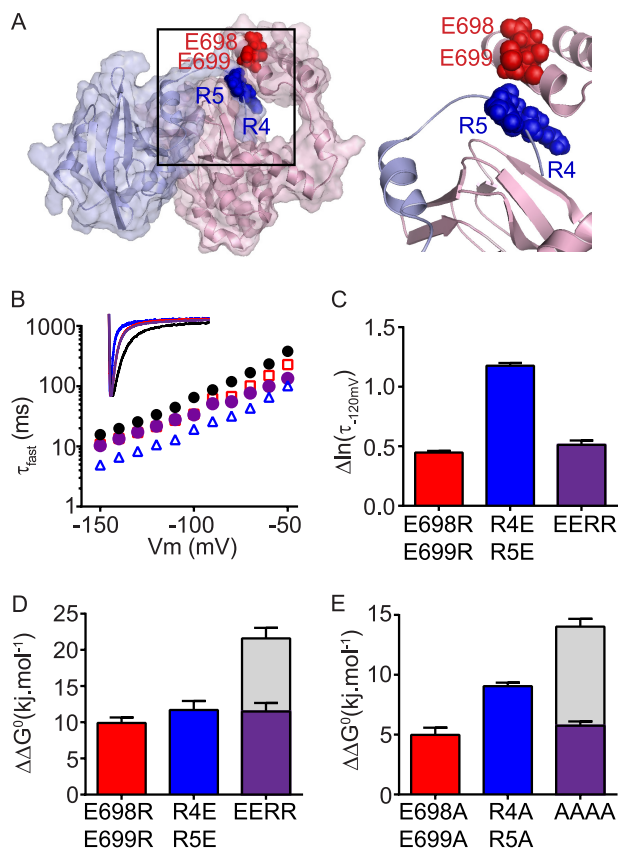 A
E698
E699
R5
R4
E698
E699
R5
R4
B
1000
100
10
1
τfast (ms)
-150
-100
-50
Vm (mV)
C
1.5
1.0
0.5
0.0
Δln(τ-120mV)
E698R R4E EERR
E699R R5E
D
25
20
15
10
5
0
ΔΔG⁰(kj.mol⁻¹)
E698R R4E EERR
E699R R5E
E
15
10
5
0
ΔΔG⁰(kj.mol⁻¹)
E698A R4A AAAA
E699A R5A